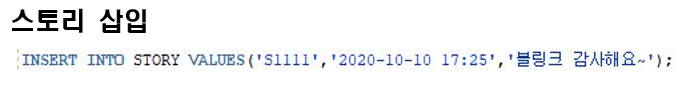 스토리 삽입
INSERT INTO STORY VALUES('S1111','2020-10-10 17:25','블링크 감사해요~');